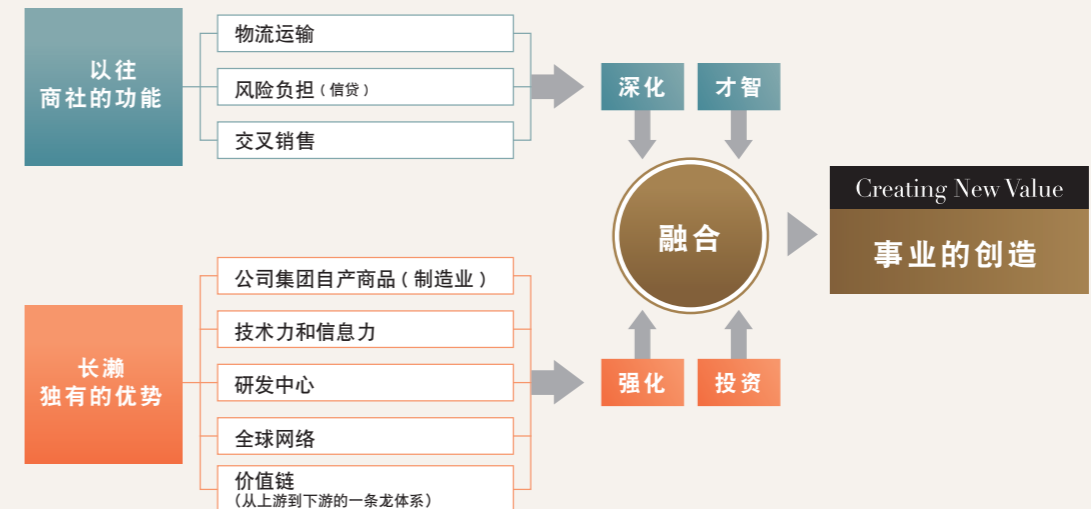 以往
商社的功能
物流运输
风险负担（信贷）
交叉销售
深化
才智
融合
Creating New Value
事业的创造
长濑
独有的优势
公司集团自产商品（制造业）
技术力和信息力
研发中心
全球网络
价值链
（从上游到下游的一条龙体系）
强化
投资